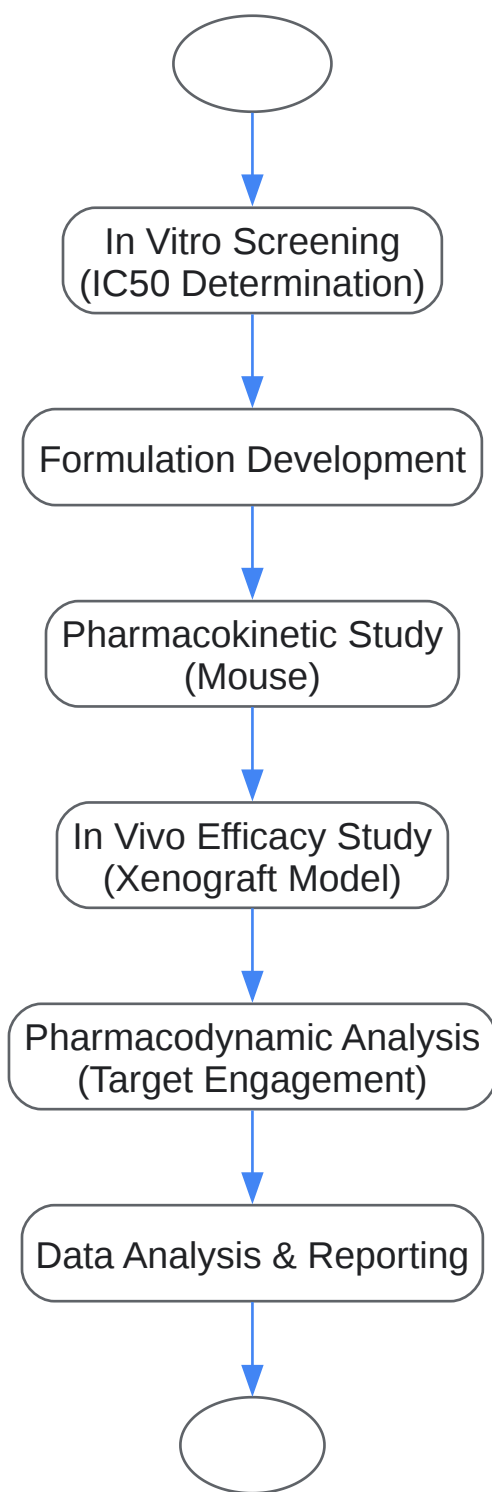 In Vitro Screening
(IC50 Determination)
Formulation Development
Pharmacokinetic Study
(Mouse)
In Vivo Efficacy Study
(Xenograft Model)
Pharmacodynamic Analysis
(Target Engagement)
Data Analysis & Reporting